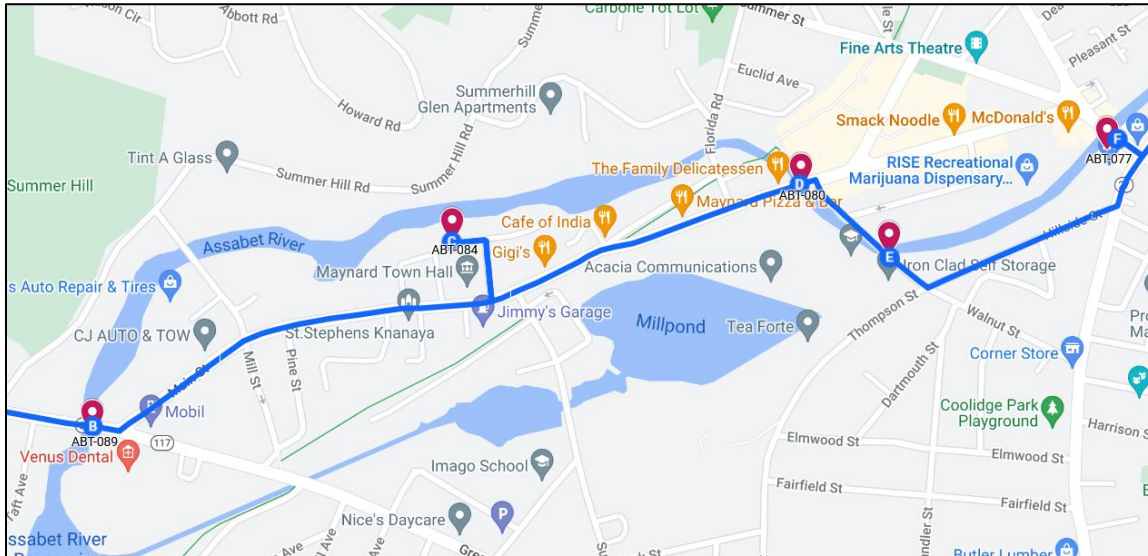 Abbott Rd
Carbone Tot Lot
Summer St
Pleasant St
Fine Arts Theatre
Euclid Ave
Summerhill
Glen Apartments
Howard Rd
Summer Hill Rd
Florida Rd
Smack Noodle
McDonald's
F
ABT-077
Tint A Glass
Summer Hill Rd
The Family Delicatessen
D
ABT-080
RISE Recreational
Marijuana Dispensary...
Summer Hill
Maynard Pizza & Bar
Assabet River
Cafe of India
C
ABT-084
Gigi's
Hillside St
Maynard Town Hall
Acacia Communications
E
Iron Clad Self Storage
s Auto Repair & Tires
Jimmy's Garage
St.Stephens Knanaya
Millpond
Tea Forte
Thompson St
Walnut St
CJ AUTO & TOW
Corner Store
Main St
Mill St
Pine St
Dartmouth St
Mobil
B
ABT-089
117
Coolidge Park
Playground
Harrison S
Venus Dental
Elmwood St
Elmwood St
Imago School
Taft Ave
Fairfield St
Fairfield St
P
Nice's Daycare
ssabet River
Butler Lumber